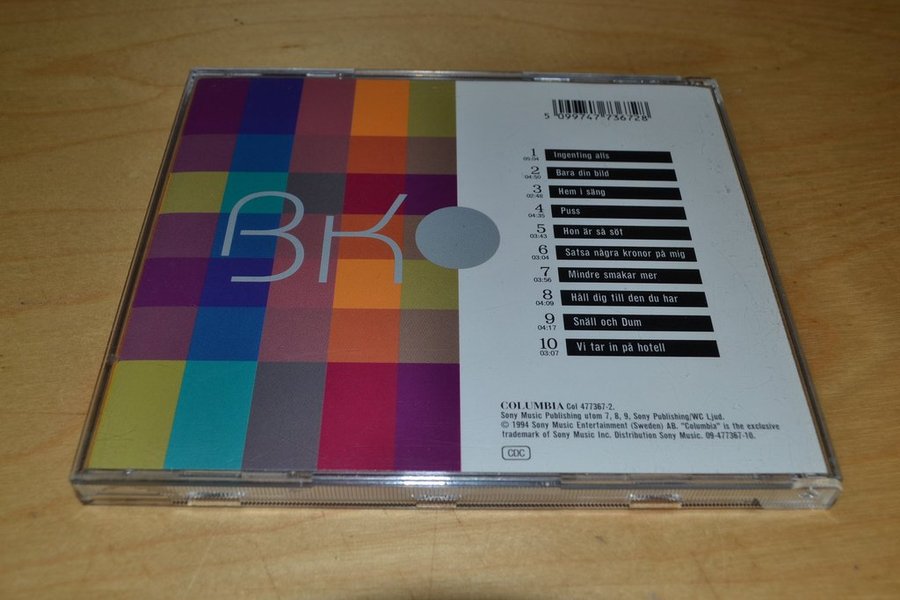 BK
5 099747 736728
1 Ingenting alls
05:04
2 Bara din bild
04:50
3 Hem i säng
02:48
4 Puss
04:35
5 Hon är så söt
03:43
6 Satsa några kronor på mig
03:04
7 Mindre smakar mer
03:56
8 Håll dig till den du har
04:09
9 Snäll och Dum
04:17
10 Vi tar in på hotell
03:07
COLUMBIA Col 477367-2.
Sony Music Publishing utom 7, 8, 9, Sony Publishing/WC Ljud.
© 1994 Sony Music Entertainment (Sweden) AB. "Columbia" is the exclusive
trademark of Sony Music Inc. Distribution Sony Music. 09-477367-10.
CDC